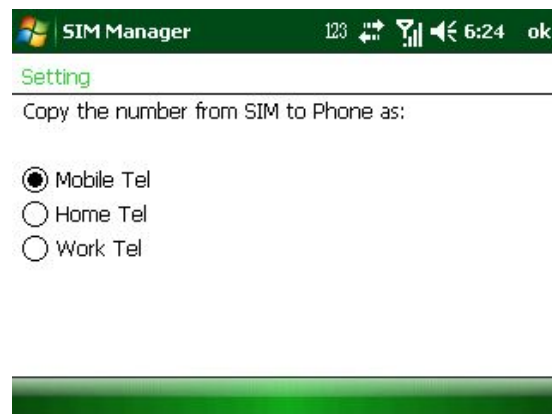 SIM Manager 123 6:24 ok
Setting
Copy the number from SIM to Phone as:
Mobile Tel
Home Tel
Work Tel